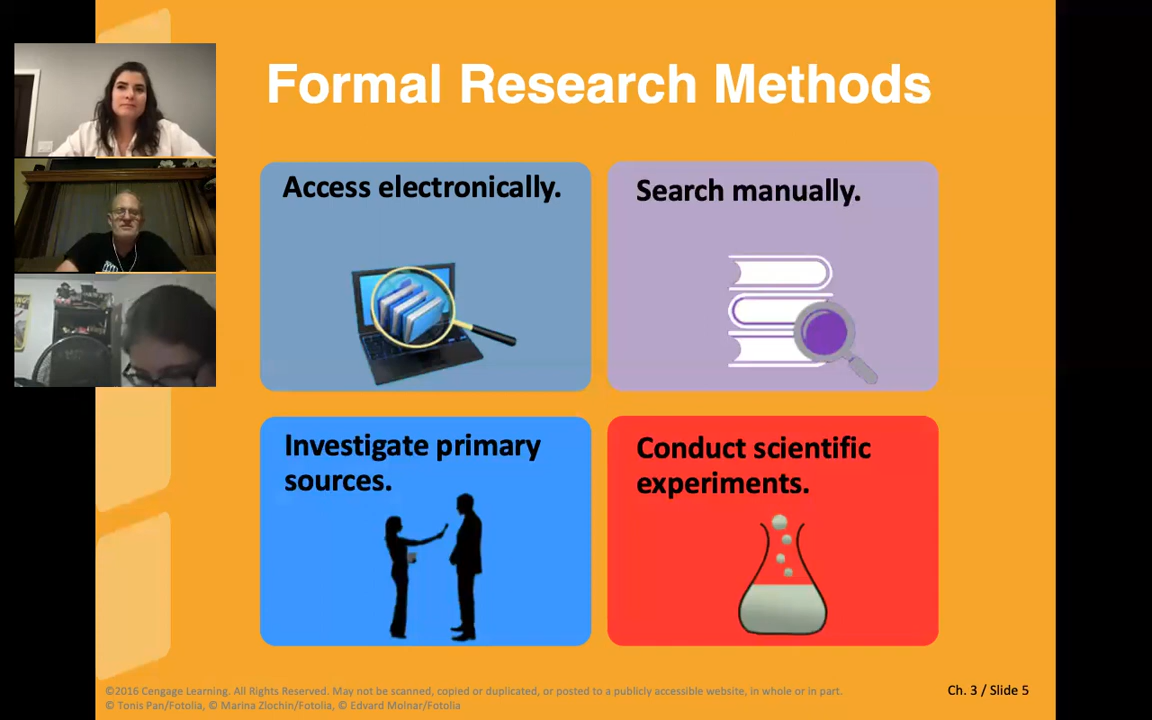 Formal Research Methods
Access electronically.
Search manually.
Investigate primary
sources.
Conduct scientific
experiments.
©2016 Cengage Learning. All Rights Reserved. May not be scanned, copied or duplicated, or posted to a publicly accessible website, in whole or in part.
© Tonis Pan/Fotolia, © Marina Zlochin/Fotolia, © Edvard Molnar/Fotolia
Ch. 3 / Slide 5